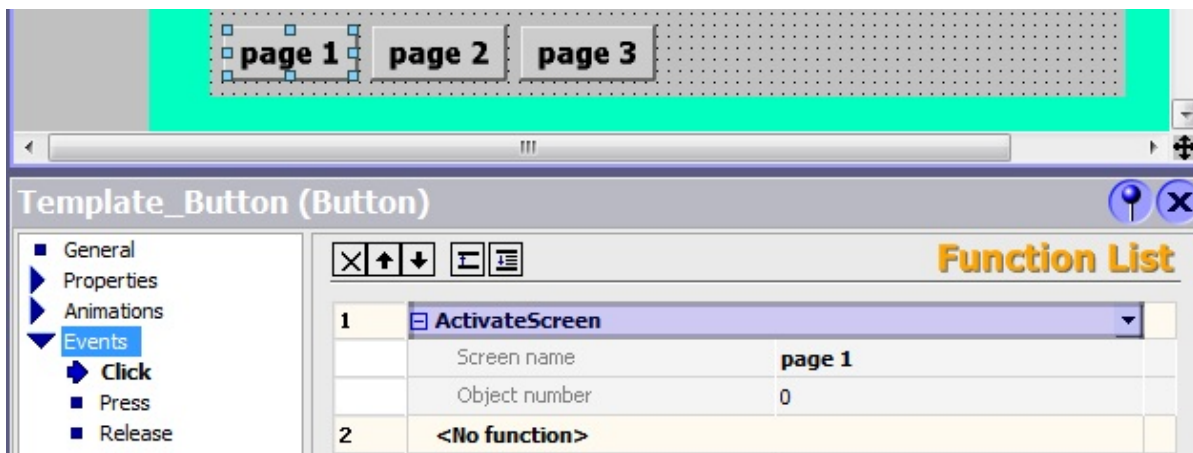 page 1 page 2 page 3
Template_Button (Button)
General
Properties
Animations
Events
Click
Press
Release
Function List
1 ActivateScreen
Screen name page 1
Object number 0
2 <No function>